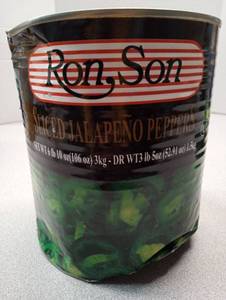 Ron Son
SLICED JALAPENO PEPPERS
NET WT 6 lb 10 oz (106 oz) 3kg - DR WT3 lb 5oz (52.91 oz) 1.5kg